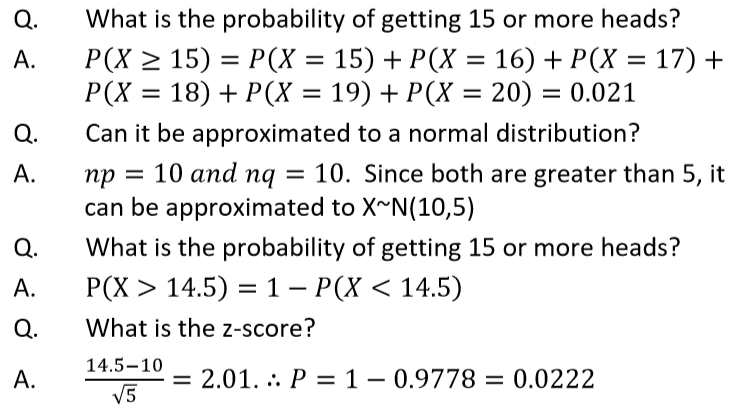 Q. What is the probability of getting 15 or more heads?
A. P(X ≥ 15) = P(X = 15) + P(X = 16) + P(X = 17) +
P(X = 18) + P(X = 19) + P(X = 20) = 0.021
Q. Can it be approximated to a normal distribution?
A. np = 10 and nq = 10. Since both are greater than 5, it
can be approximated to X~N(10,5)
Q. What is the probability of getting 15 or more heads?
A. P(X > 14.5) = 1 − P(X < 14.5)
Q. What is the z-score?
A. (14.5−10)/√5 = 2.01. ∴ P = 1 − 0.9778 = 0.0222